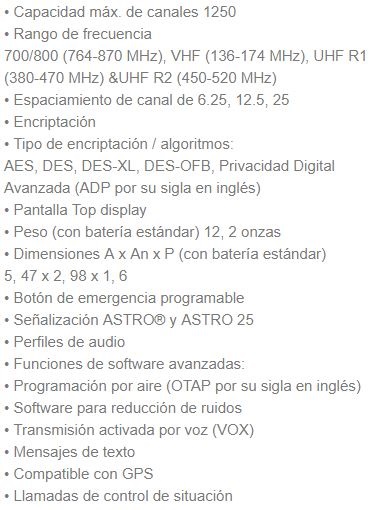 • Capacidad máx. de canales 1250
• Rango de frecuencia
700/800 (764-870 MHz), VHF (136-174 MHz), UHF R1
(380-470 MHz) &UHF R2 (450-520 MHz)
• Espaciamiento de canal de 6.25, 12.5, 25
• Encriptación
• Tipo de encriptación / algoritmos:
AES, DES, DES-XL, DES-OFB, Privacidad Digital
Avanzada (ADP por su sigla en inglés)
• Pantalla Top display
• Peso (con batería estándar) 12, 2 onzas
• Dimensiones A x An x P (con batería estándar)
5, 47 x 2, 98 x 1, 6
• Botón de emergencia programable
• Señalización ASTRO® y ASTRO 25
• Perfiles de audio
• Funciones de software avanzadas:
• Programación por aire (OTAP por su sigla en inglés)
• Software para reducción de ruidos
• Transmisión activada por voz (VOX)
• Mensajes de texto
• Compatible con GPS
• Llamadas de control de situación